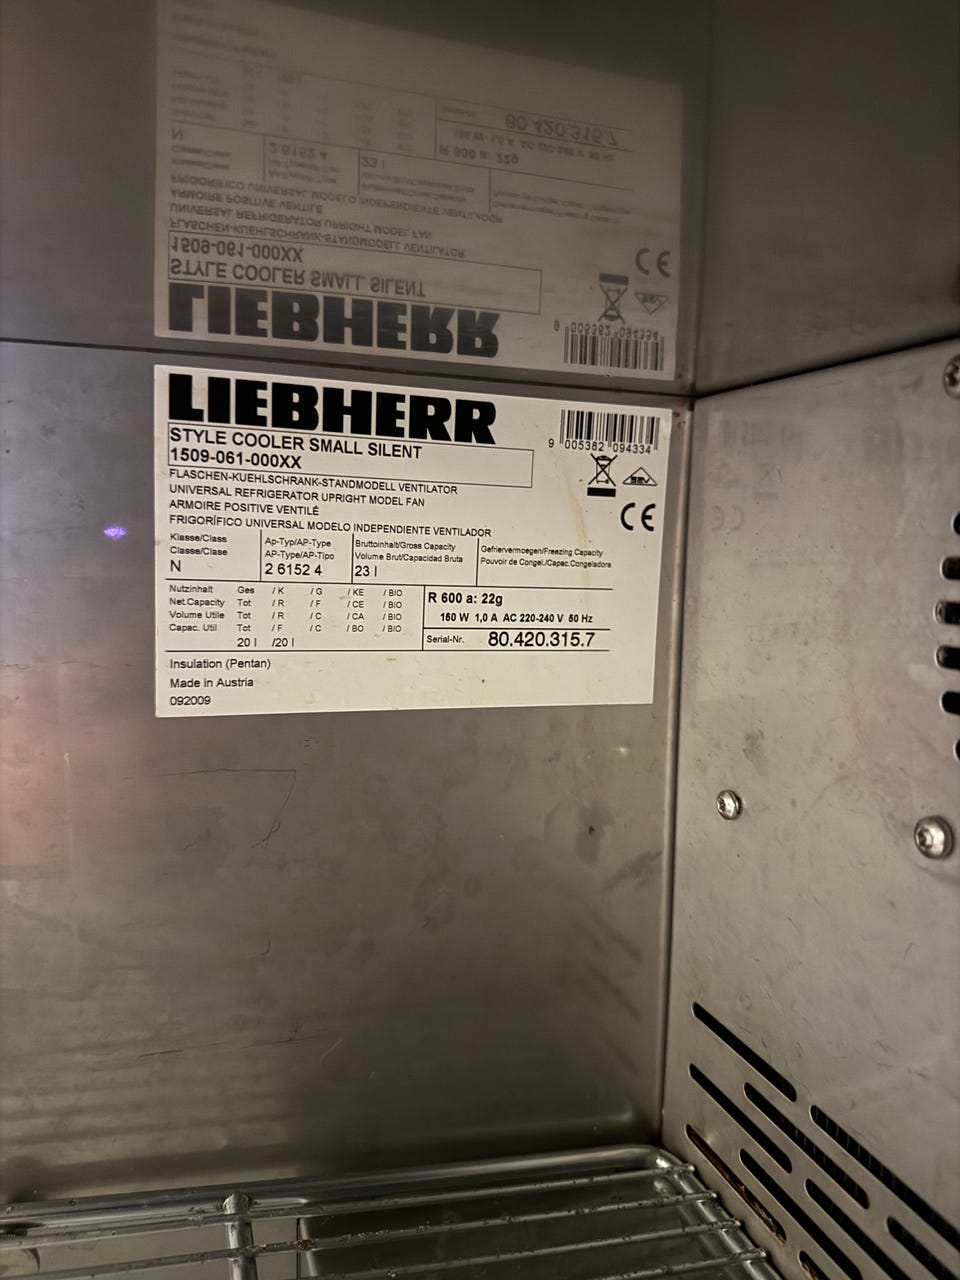 LIEBHERR
STYLE COOLER SMALL SILENT
1509-061-000XX
9 005382 094334
FLASCHEN-KUEHLSCHRANK-STANDMODELL VENTILATOR
UNIVERSAL REFRIGERATOR UPRIGHT MODEL FAN
ARMOIRE POSITIVE VENTILÉ
FRIGORÍFICO UNIVERSAL MODELO INDEPENDIENTE VENTILADOR
SEV
CE
Klasse/Class Ap-Typ/AP-Type Bruttoinhalt/Gross Capacity Gefriervermoegen/Freezing Capacity
Classe/Clase AP-Type/AP-Tipo Volume Brut/Capacidad Bruta Pouvoir de Congel./Capac.Congeladora
N 2 6152 4 23 l
Nutzinhalt Ges / K / G / KE / BIO
Net.Capacity Tot / R / F / CE / BIO
Volume Utile Tot / R / C / CA / BIO
Capac. Util Tot / F / C / BO / BIO
20 l /20 l
R 600 a: 22g
150 W 1,0 A AC 220-240 V 50 Hz
Serial-Nr. 80.420.315.7
Insulation (Pentan)
Made in Austria
092009